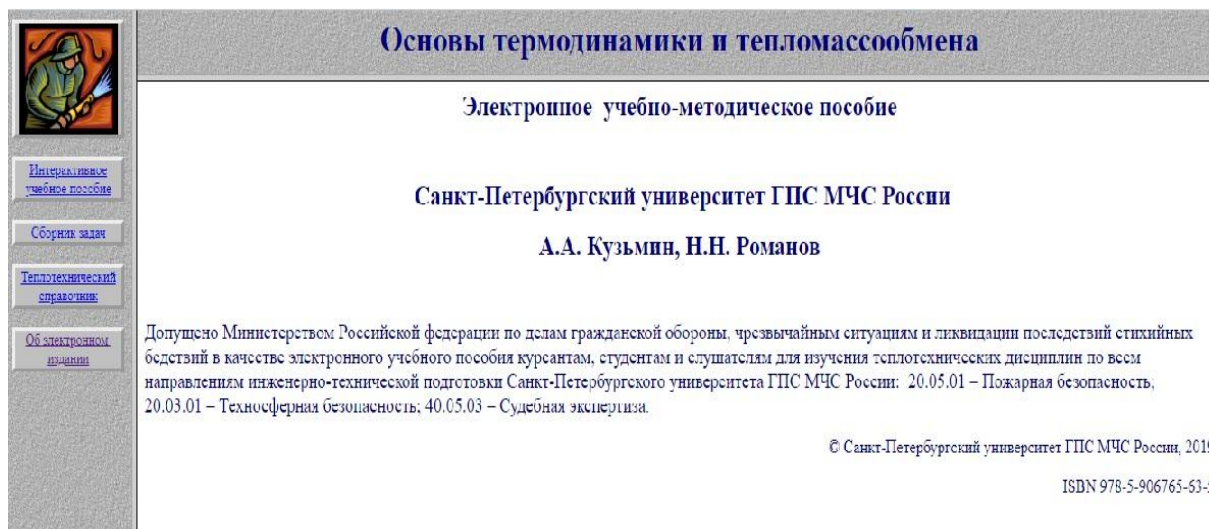 Основы термодинамики и тепломассообмена
Электронное учебно-методическое пособие
Санкт-Петербургский университет ГПС МЧС России
А.А. Кузьмин, Н.Н. Романов
Интерактивное
учебное пособие
Сборник задач
Теплотехнический
справочник
Об электронном
издании
Допущено Министерством Российской федерации по делам гражданской обороны, чрезвычайным ситуациям и ликвидации последствий стихийных
бедствий в качестве электронного учебного пособия курсантам, студентам и слушателям для изучения теплотехнических дисциплин по всем
направлениям инженерно-технической подготовки Санкт-Петербургского университета ГПС МЧС России: 20.05.01 – Пожарная безопасность;
20.03.01 – Техносферная безопасность; 40.05.03 – Судебная экспертиза.
© Санкт-Петербургский университет ГПС МЧС России, 2019
ISBN 978-5-906765-63-